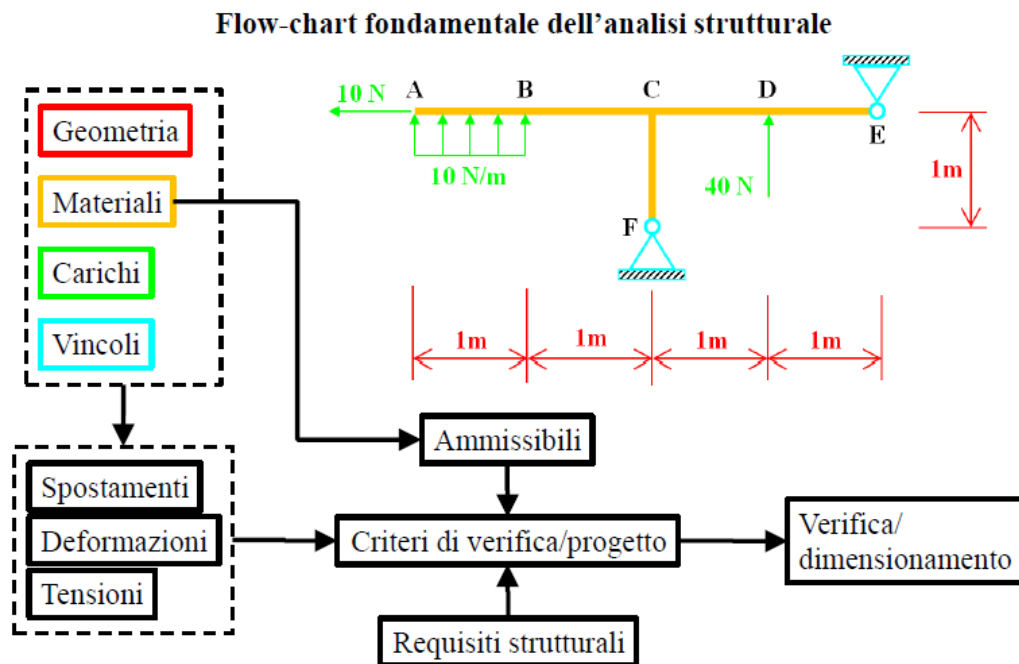 Flow-chart fondamentale dell'analisi strutturale
Geometria
Materiali
Carichi
Vincoli
10 N
A
B
C
D
E
10 N/m
40 N
F
1m
1m
1m
1m
1m
Spostamenti
Deformazioni
Tensioni
Ammissibili
Criteri di verifica/progetto
Requisiti strutturali
Verifica/
dimensionamento